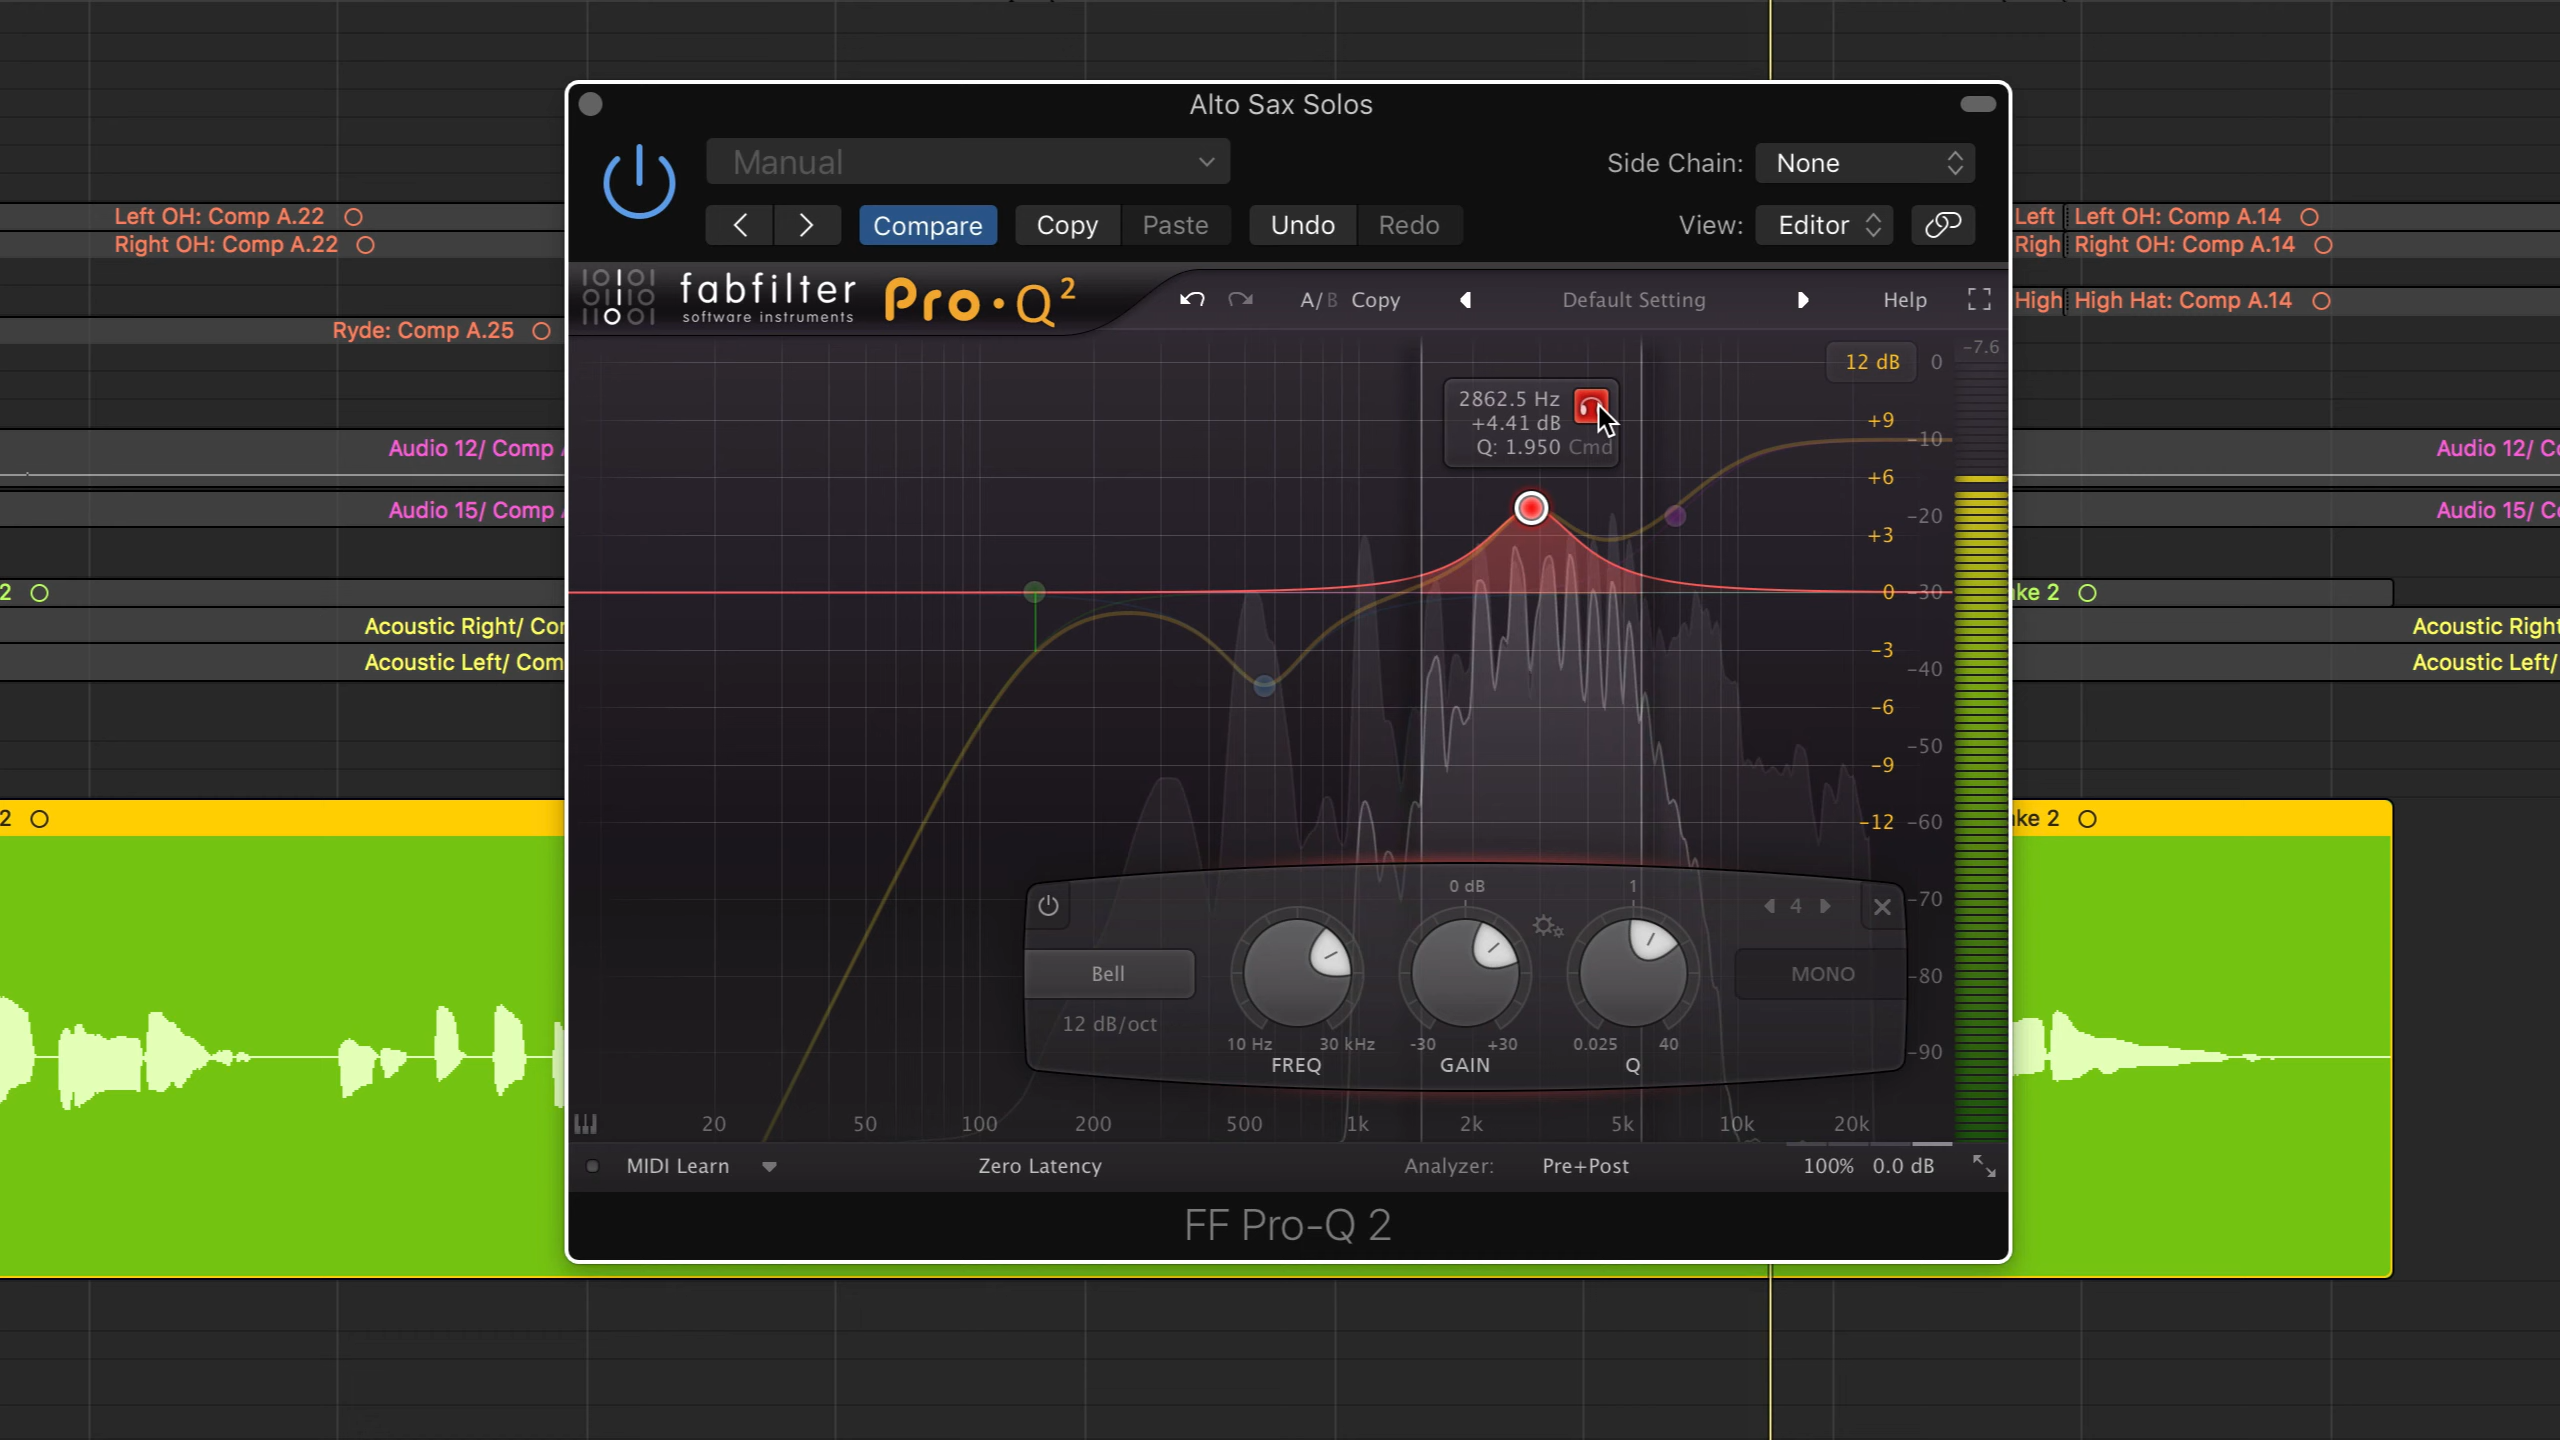 Alto Sax Solos
Manual
Side Chain: None
Compare Copy Paste Undo Redo
View: Editor
fabfilter
software instruments
Pro·Q 2
A/B Copy
Default Setting
Help
Left OH: Comp A.22
Right OH: Comp A.22
Ryde: Comp A.25
Audio 12/ Comp
Audio 15/ Comp
2
Acoustic Right/ Co
Acoustic Left/ Com
2
Left
Left OH: Comp A.14
Righ
Right OH: Comp A.14
High
High Hat: Comp A.14
Audio 12/ C
Audio 15/ C
ke 2
Acoustic Right
Acoustic Left/
ke 2
2862.5 Hz
+4.41 dB
Q: 1.950 Cmd
12 dB 0 -7.6
+9 -10
+6
-20
+3
0 -30
-3
-40
-6
-50
-9
-12 -60
-70
-80
-90
0 dB 1
4
Bell
MONO
12 dB/oct
10 Hz 30 kHz -30 +30 0.025 40
FREQ GAIN Q
20 50 100 200 500 1k 2k 5k 10k 20k
MIDI Learn
Zero Latency
Analyzer: Pre+Post
100% 0.0 dB
FF Pro-Q 2